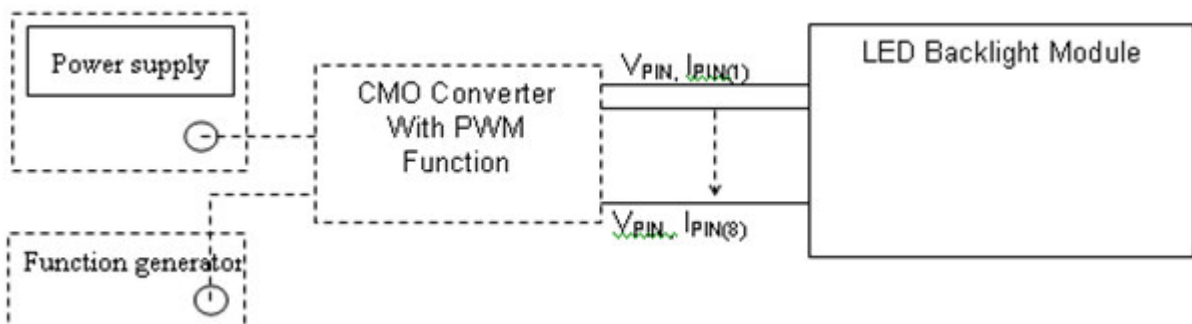 Power supply
CMO Converter
With PWM
Function
VPIN, IPIN(1)
LED Backlight Module
VPIN, IPIN(8)
Function generator